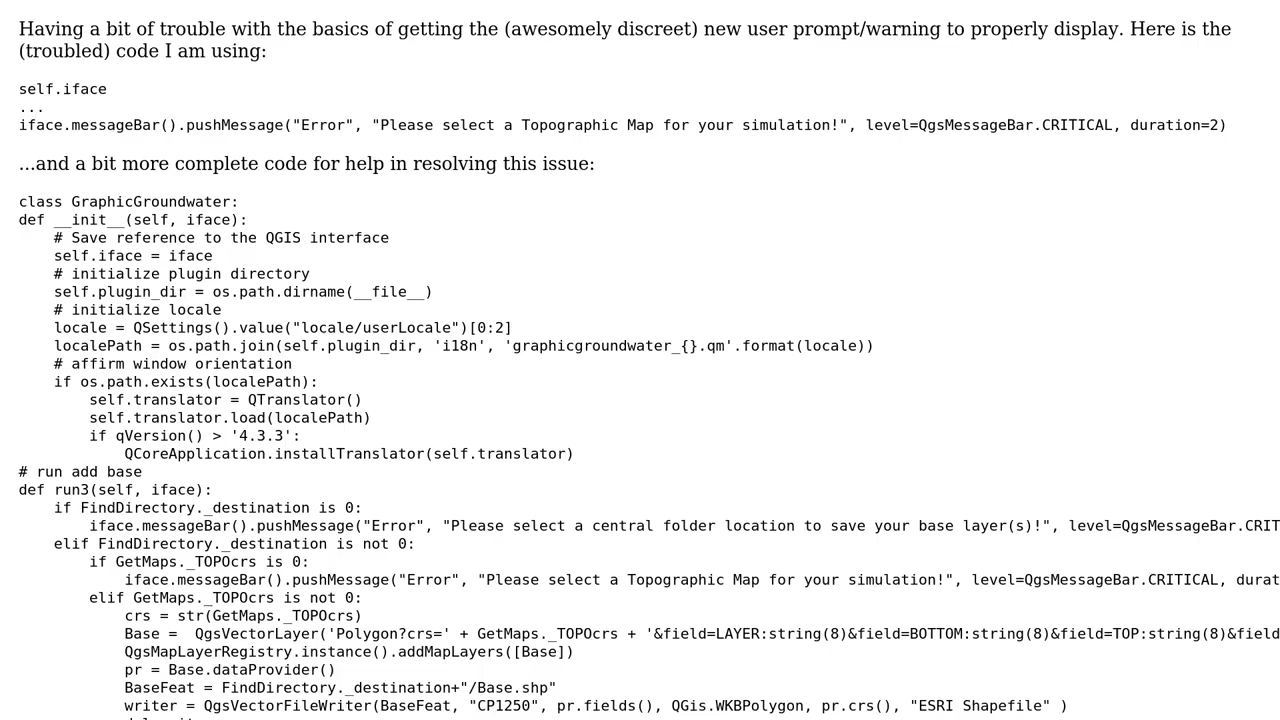 Having a bit of trouble with the basics of getting the (awesomely discreet) new user prompt/warning to properly display. Here is the
(troubled) code I am using:
self.iface
...
iface.messageBar().pushMessage("Error", "Please select a Topographic Map for your simulation!", level=QgsMessageBar.CRITICAL, duration=2)
...and a bit more complete code for help in resolving this issue:
class GraphicGroundwater:
def __init__(self, iface):
    # Save reference to the QGIS interface
    self.iface = iface
    # initialize plugin directory
    self.plugin_dir = os.path.dirname(__file__)
    # initialize locale
    locale = QSettings().value("locale/userLocale")[0:2]
    localePath = os.path.join(self.plugin_dir, 'i18n', 'graphicgroundwater_{}.qm'.format(locale))
    # affirm window orientation
    if os.path.exists(localePath):
        self.translator = QTranslator()
        self.translator.load(localePath)
        if qVersion() > '4.3.3':
            QCoreApplication.installTranslator(self.translator)
# run add base
def run3(self, iface):
    if FindDirectory._destination is 0:
        iface.messageBar().pushMessage("Error", "Please select a central folder location to save your base layer(s)!", level=QgsMessageBar.CRIT
    elif FindDirectory._destination is not 0:
        if GetMaps._TOPOcrs is 0:
            iface.messageBar().pushMessage("Error", "Please select a Topographic Map for your simulation!", level=QgsMessageBar.CRITICAL, durat
        elif GetMaps._TOPOcrs is not 0:
            crs = str(GetMaps._TOPOcrs)
            Base =  QgsVectorLayer('Polygon?crs=' + GetMaps._TOPOcrs + '&field=LAYER:string(8)&field=BOTTOM:string(8)&field=TOP:string(8)&field
            QgsMapLayerRegistry.instance().addMapLayers([Base])
            pr = Base.dataProvider()
            BaseFeat = FindDirectory._destination+"/Base.shp"
            writer = QgsVectorFileWriter(BaseFeat, "CP1250", pr.fields(), QGis.WKBPolygon, pr.crs(), "ESRI Shapefile" )